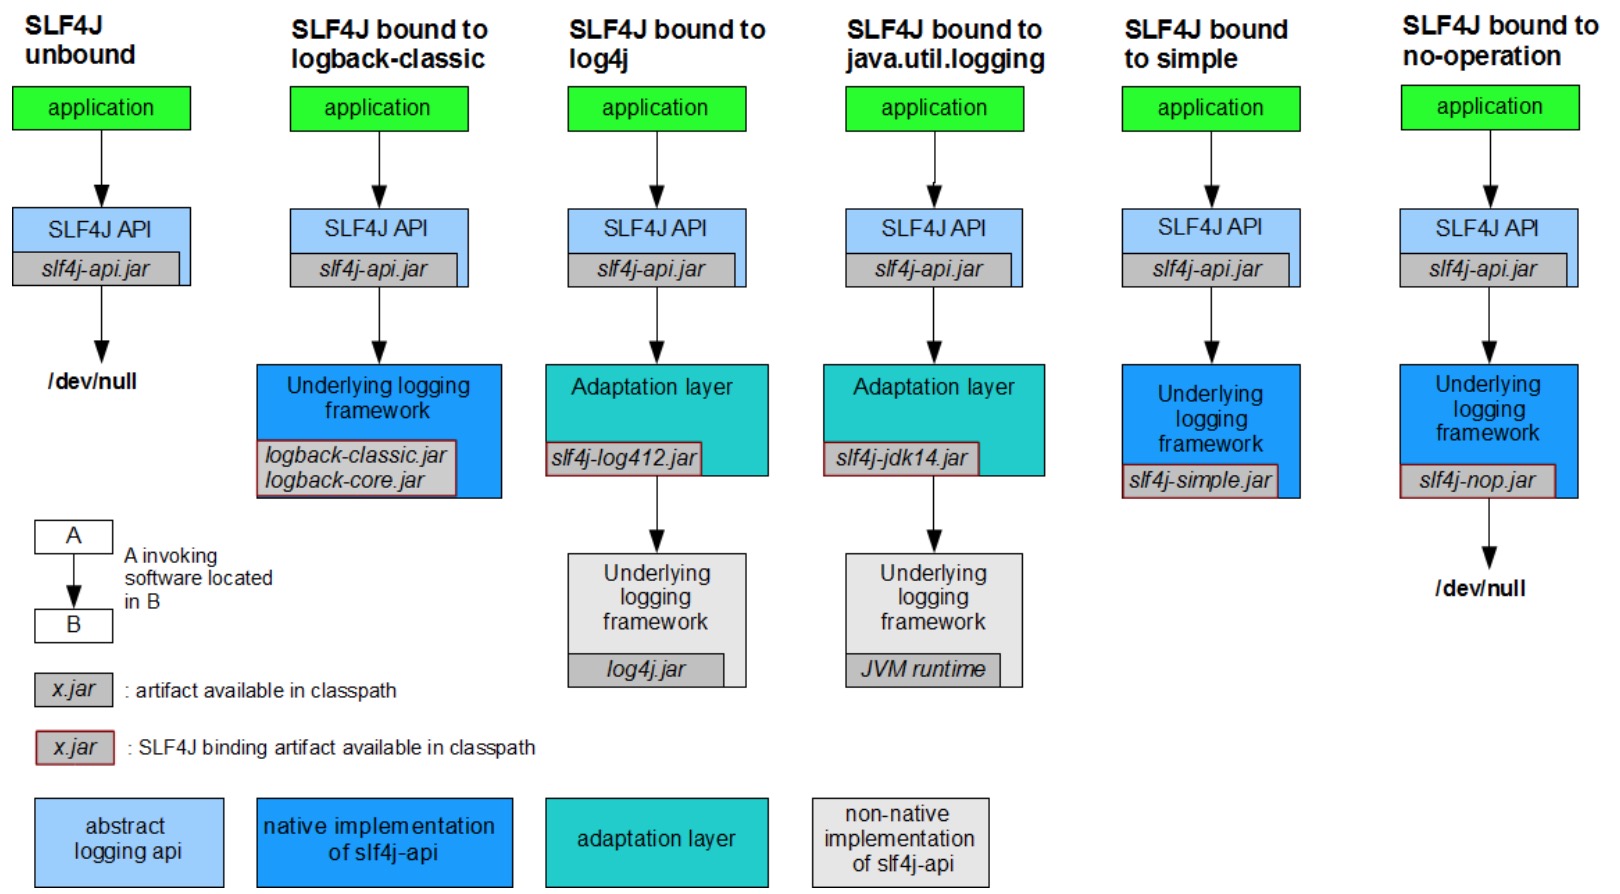 SLF4J
unbound
application
SLF4J API
slf4j-api.jar
/dev/null
SLF4J bound to
logback-classic
application
SLF4J API
slf4j-api.jar
Underlying logging
framework
logback-classic.jar
logback-core.jar
SLF4J bound to
log4j
application
SLF4J API
slf4j-api.jar
Adaptation layer
slf4j-log412.jar
Underlying
logging
framework
log4j.jar
SLF4J bound to
java.util.logging
application
SLF4J API
slf4j-api.jar
Adaptation layer
slf4j-jdk14.jar
Underlying
logging
framework
JVM runtime
SLF4J bound
to simple
application
SLF4J API
slf4j-api.jar
Underlying
logging
framework
slf4j-simple.jar
SLF4J bound to
no-operation
application
SLF4J API
slf4j-api.jar
Underlying
logging
framework
slf4j-nop.jar
/dev/null
A
B
A invoking
software located
in B
x.jar : artifact available in classpath
x.jar : SLF4J binding artifact available in classpath
abstract
logging api
native implementation
of slf4j-api
adaptation layer
non-native
implementation
of slf4j-api